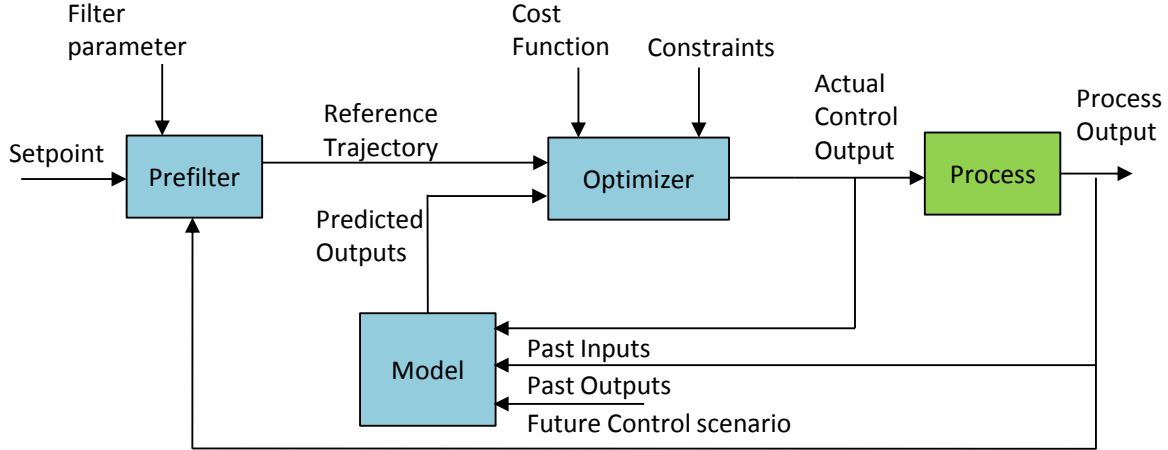 Filter
parameter
Cost
Function
Constraints
Actual
Control
Output
Process
Output
Reference
Trajectory
Setpoint
Prefilter
Optimizer
Process
Predicted
Outputs
Model
Past Inputs
Past Outputs
Future Control scenario